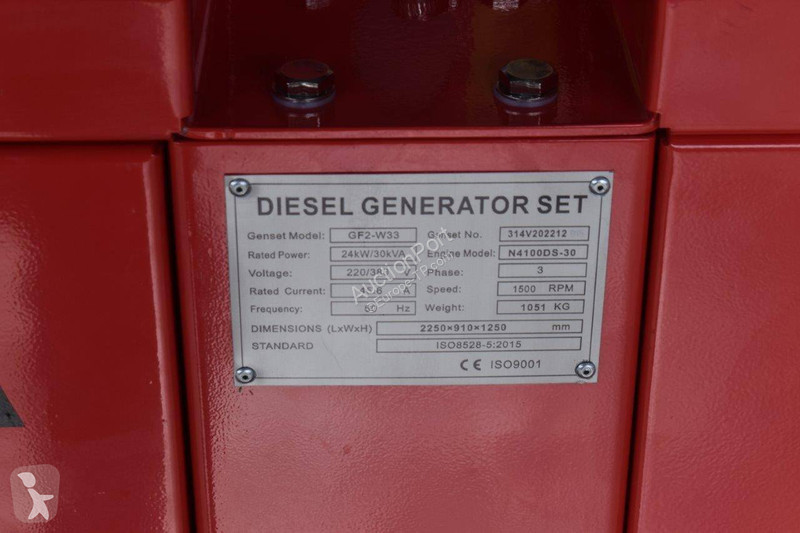 DIESEL GENERATOR SET
Genset Model: GF2-W33 Genset No. 314V202212
Rated Power: 24kW/30kVA Engine Model: N4100DS-30
Voltage: 220/380 V Phase: 3
Rated Current: A Speed: 1500 RPM
Frequency: Hz Weight: 1051 KG
DIMENSIONS (LxWxH) 2250×910×1250 mm
STANDARD ISO8528-5:2015
CE ISO9001
AuctionPort